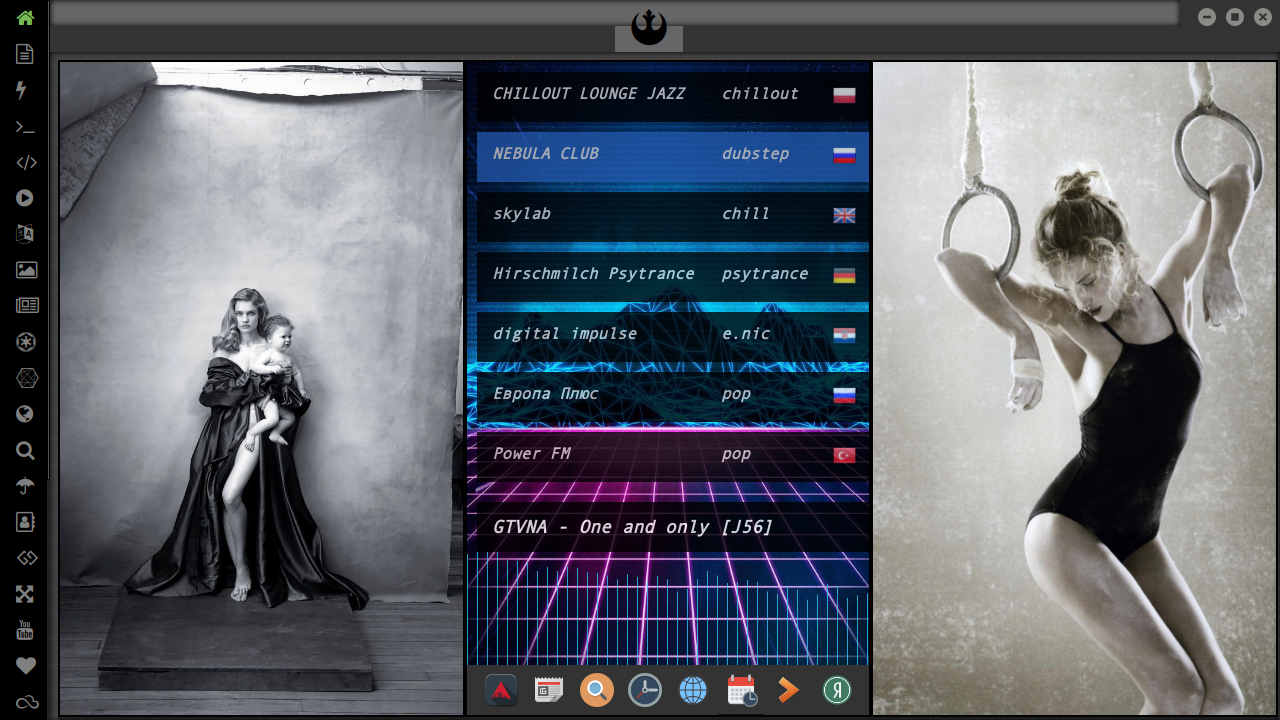 CHILLOUT LOUNGE JAZZ chillout
NEBULA CLUB dubstep
skylab chill
Hirschmilch Psytrance psytrance
digital impulse e.nic
Европа Плюс pop
Power FM pop
GTVNA - One and only [J56]
You
Tube
Я